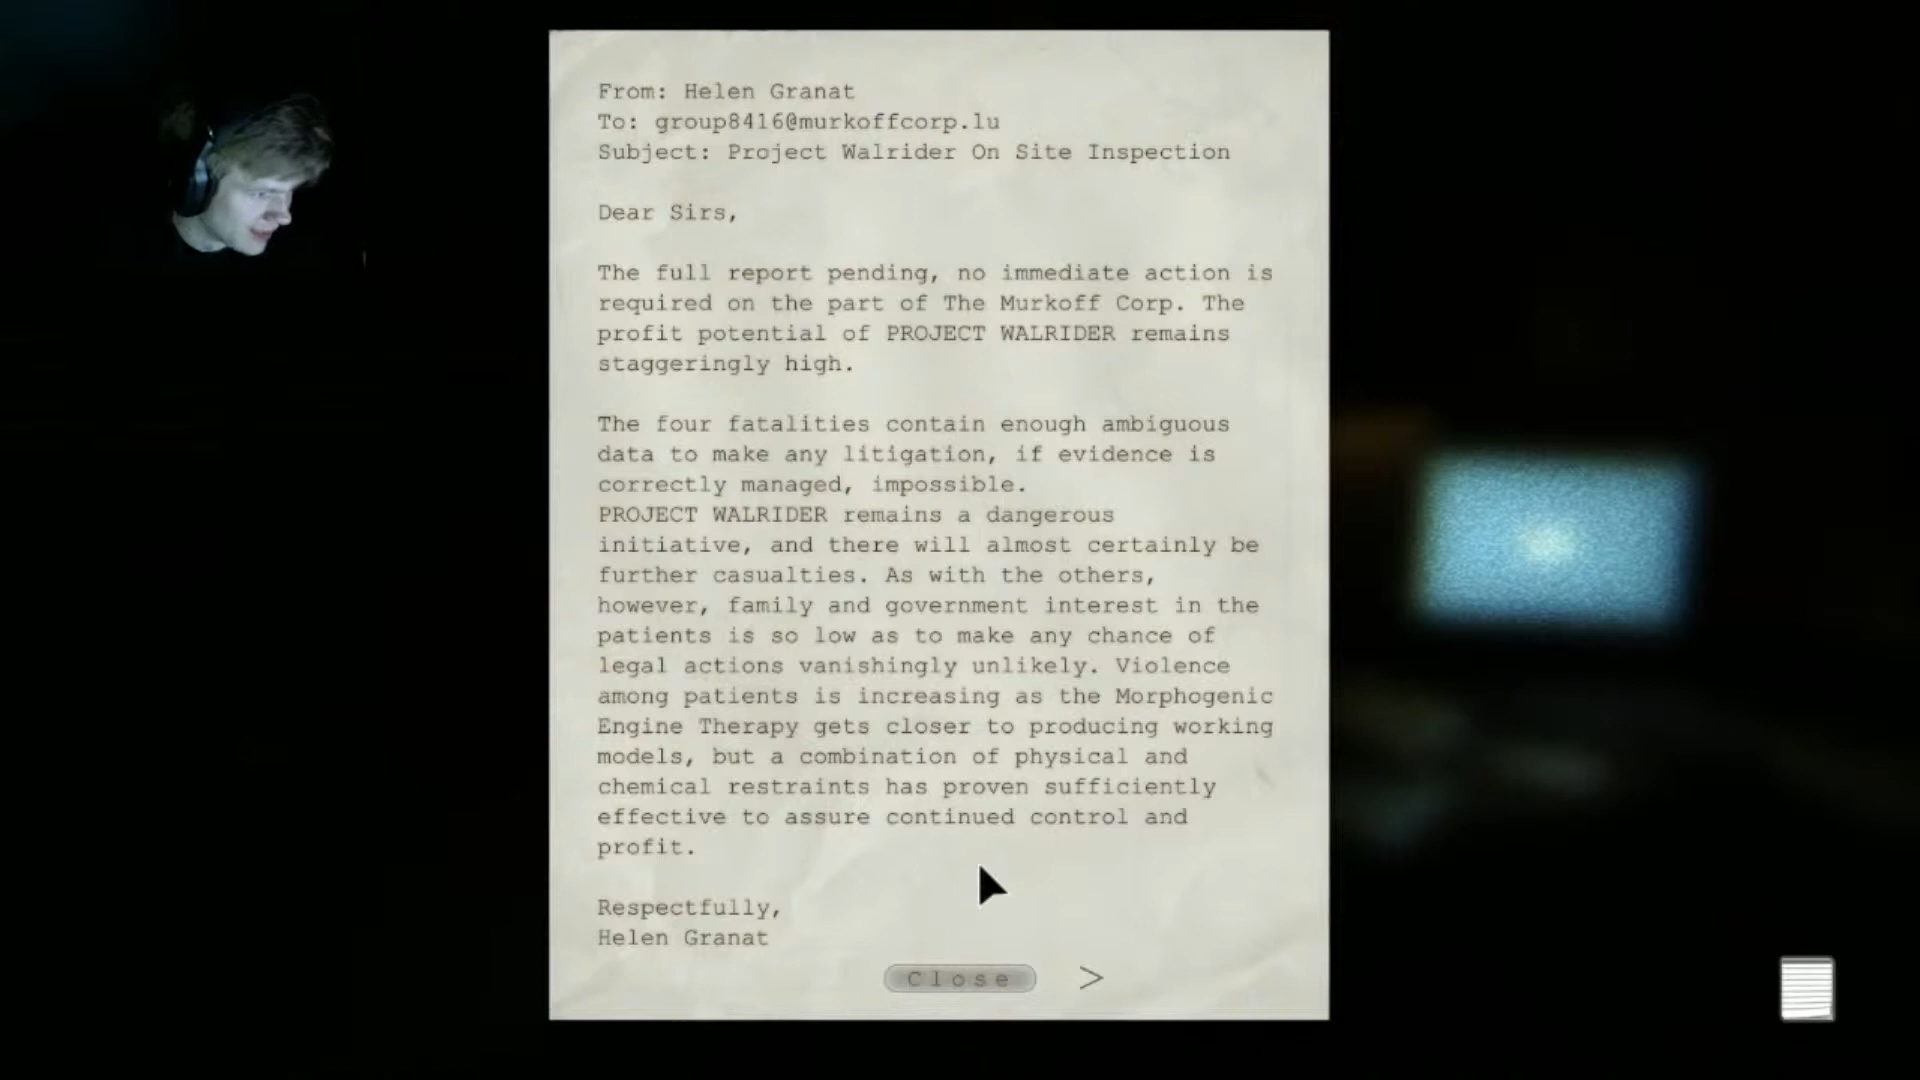 From: Helen Granat
To: group8416@murkoffcorp.lu
Subject: Project Walrider On Site Inspection
Dear Sirs,
The full report pending, no immediate action is
required on the part of The Murkoff Corp. The
profit potential of PROJECT WALRIDER remains
staggeringly high.
The four fatalities contain enough ambiguous
data to make any litigation, if evidence is
correctly managed, impossible.
PROJECT WALRIDER remains a dangerous
initiative, and there will almost certainly be
further casualties. As with the others,
however, family and government interest in the
patients is so low as to make any chance of
legal actions vanishingly unlikely. Violence
among patients is increasing as the Morphogenic
Engine Therapy gets closer to producing working
models, but a combination of physical and
chemical restraints has proven sufficiently
effective to assure continued control and
profit.
Respectfully,
Helen Granat
Close >